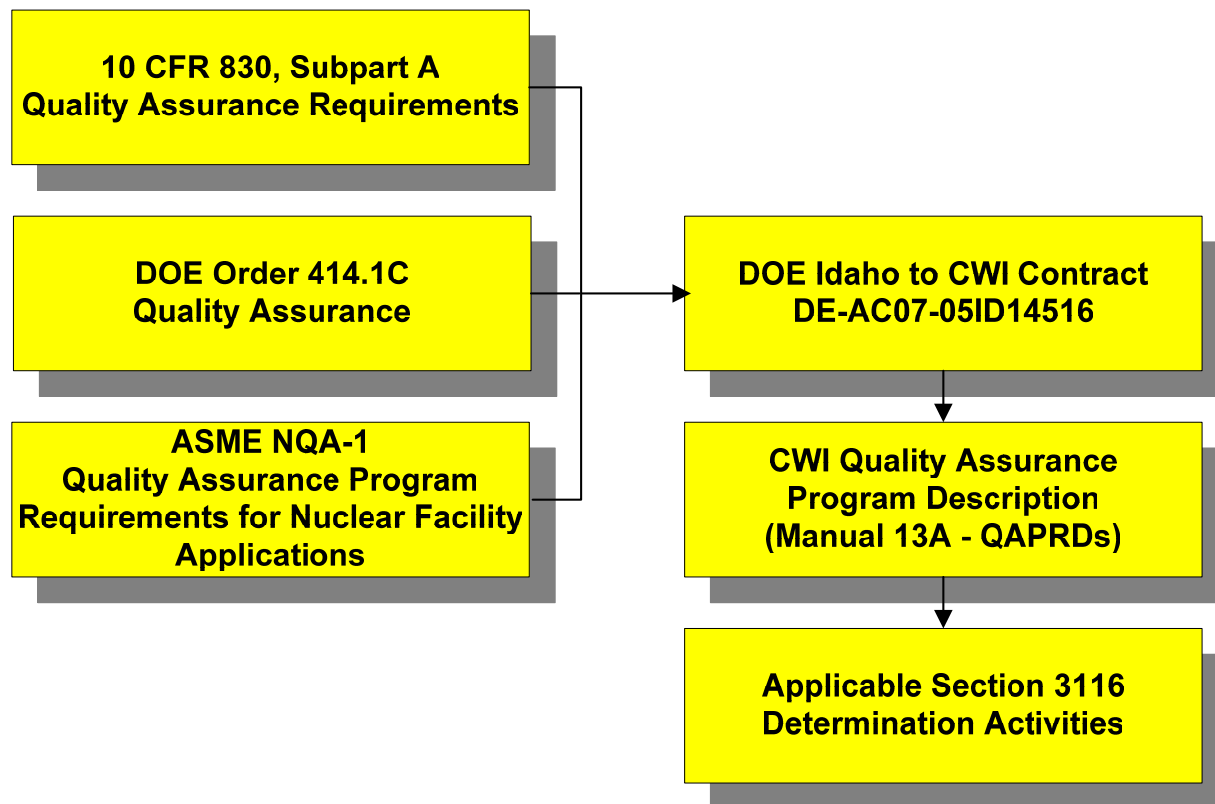 10 CFR 830, Subpart A
Quality Assurance Requirements
DOE Order 414.1C
Quality Assurance
ASME NQA-1
Quality Assurance Program
Requirements for Nuclear Facility
Applications
DOE Idaho to CWI Contract
DE-AC07-05ID14516
CWI Quality Assurance
Program Description
(Manual 13A - QAPRDs)
Applicable Section 3116
Determination Activities